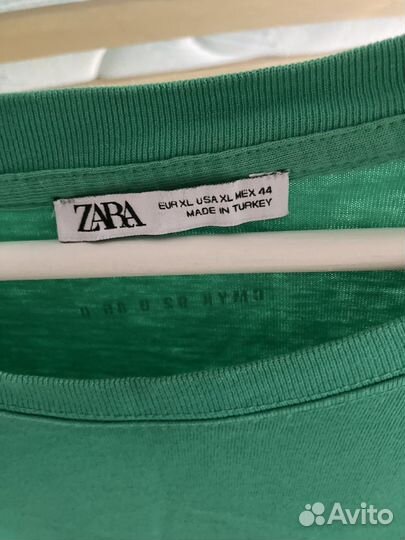 ZARA
EUR XL USA XL MEX 44
MADE IN TURKEY
Avito